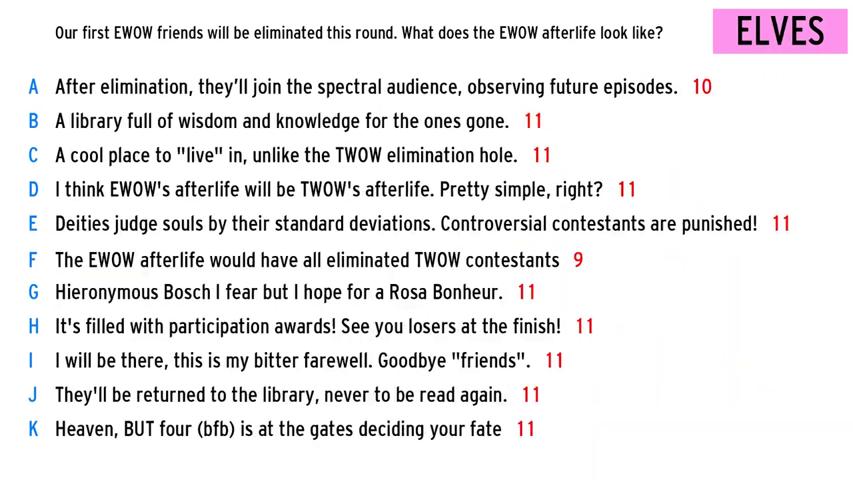 Our first EWOW friends will be eliminated this round. What does the EWOW afterlife look like?
ELVES
A After elimination, they'll join the spectral audience, observing future episodes. 10
B A library full of wisdom and knowledge for the ones gone. 11
C A cool place to "live" in, unlike the TWOW elimination hole. 11
D I think EWOW's afterlife will be TWOW's afterlife. Pretty simple, right? 11
E Deities judge souls by their standard deviations. Controversial contestants are punished! 11
F The EWOW afterlife would have all eliminated TWOW contestants 9
G Hieronymous Bosch I fear but I hope for a Rosa Bonheur. 11
H It's filled with participation awards! See you losers at the finish! 11
I I will be there, this is my bitter farewell. Goodbye "friends". 11
J They'll be returned to the library, never to be read again. 11
K Heaven, BUT four (bfb) is at the gates deciding your fate 11